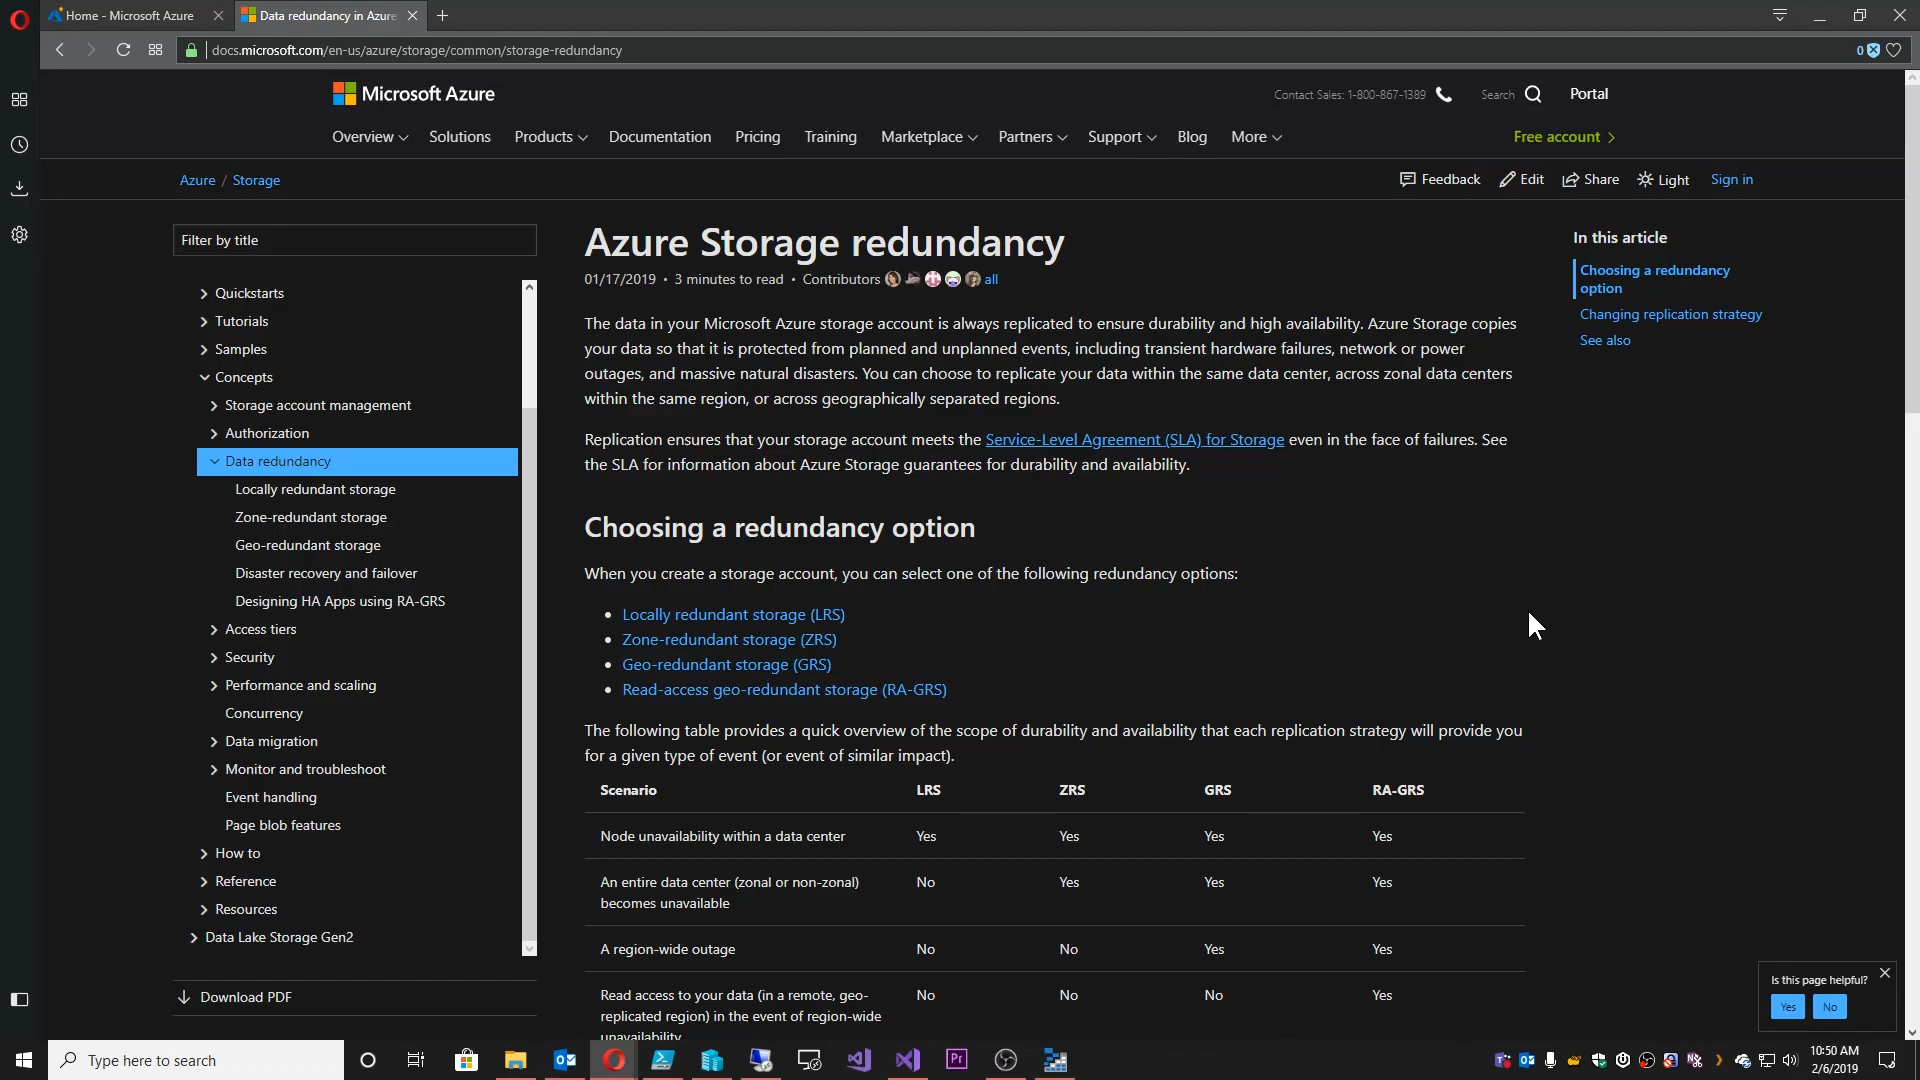 Home - Microsoft Azure
Data redundancy in Azure
docs.microsoft.com/en-us/azure/storage/common/storage-redundancy
0
Microsoft Azure
Contact Sales: 1-800-867-1389
Search
Portal
Overview
Solutions
Products
Documentation
Pricing
Training
Marketplace
Partners
Support
Blog
More
Free account
Azure / Storage
Feedback
Edit
Share
Light
Sign in
Filter by title
Quickstarts
Tutorials
Samples
Concepts
Storage account management
Authorization
Data redundancy
Locally redundant storage
Zone-redundant storage
Geo-redundant storage
Disaster recovery and failover
Designing HA Apps using RA-GRS
Access tiers
Security
Performance and scaling
Concurrency
Data migration
Monitor and troubleshoot
Event handling
Page blob features
How to
Reference
Resources
Data Lake Storage Gen2
Download PDF
Azure Storage redundancy
01/17/2019 • 3 minutes to read • Contributors all
The data in your Microsoft Azure storage account is always replicated to ensure durability and high availability. Azure Storage copies
your data so that it is protected from planned and unplanned events, including transient hardware failures, network or power
outages, and massive natural disasters. You can choose to replicate your data within the same data center, across zonal data centers
within the same region, or across geographically separated regions.
Replication ensures that your storage account meets the Service-Level Agreement (SLA) for Storage even in the face of failures. See
the SLA for information about Azure Storage guarantees for durability and availability.
Choosing a redundancy option
When you create a storage account, you can select one of the following redundancy options:
• Locally redundant storage (LRS)
• Zone-redundant storage (ZRS)
• Geo-redundant storage (GRS)
• Read-access geo-redundant storage (RA-GRS)
The following table provides a quick overview of the scope of durability and availability that each replication strategy will provide you
for a given type of event (or event of similar impact).
Scenario LRS ZRS GRS RA-GRS
Node unavailability within a data center Yes Yes Yes Yes
An entire data center (zonal or non-zonal) No Yes Yes Yes
becomes unavailable
A region-wide outage No No Yes Yes
Read access to your data (in a remote, geo- No No No Yes
replicated region) in the event of region-wide
unavailability
In this article
Choosing a redundancy
option
Changing replication strategy
See also
Is this page helpful?
Yes
No
Type here to search
Pr
10:50 AM
2/6/2019